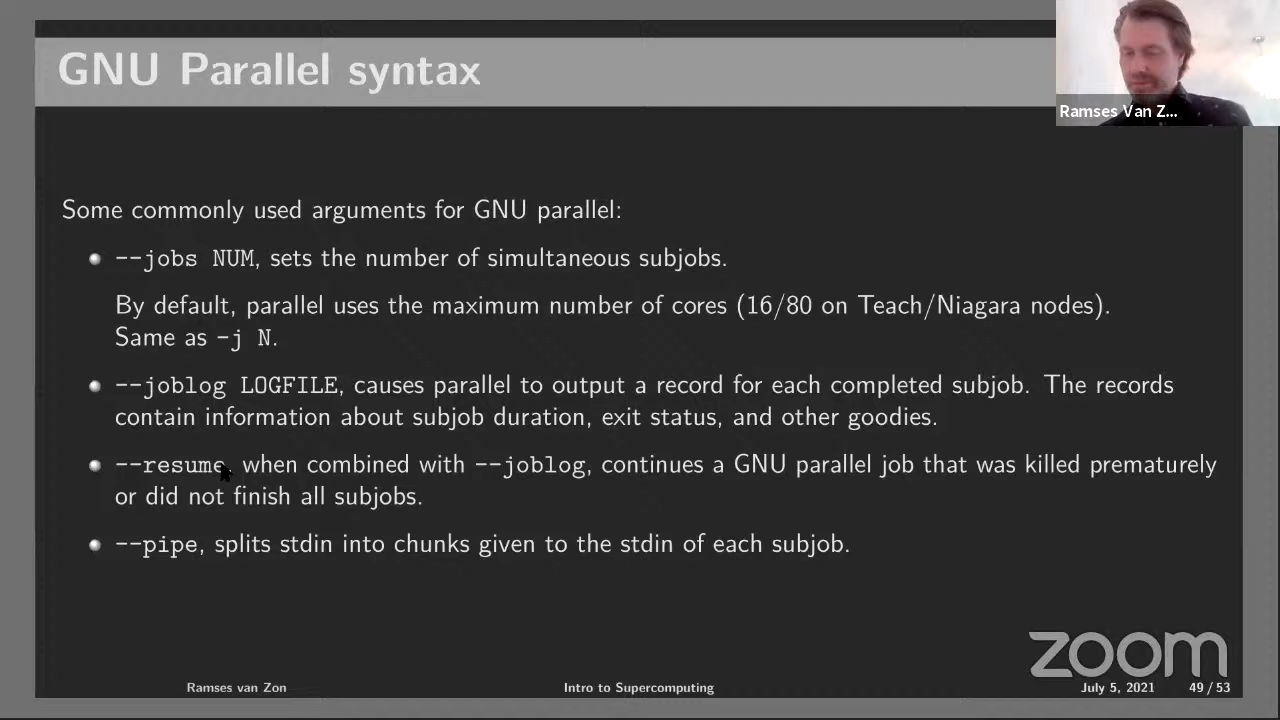 GNU Parallel syntax
Ramses Van Z...
Some commonly used arguments for GNU parallel:
--jobs NUM, sets the number of simultaneous subjobs.
By default, parallel uses the maximum number of cores (16/80 on Teach/Niagara nodes).
Same as -j N.
--joblog LOGFILE, causes parallel to output a record for each completed subjob. The records
contain information about subjob duration, exit status, and other goodies.
--resume, when combined with --joblog, continues a GNU parallel job that was killed prematurely
or did not finish all subjobs.
--pipe, splits stdin into chunks given to the stdin of each subjob.
zoom
Ramses van Zon
Intro to Supercomputing
July 5, 2021
49 / 53